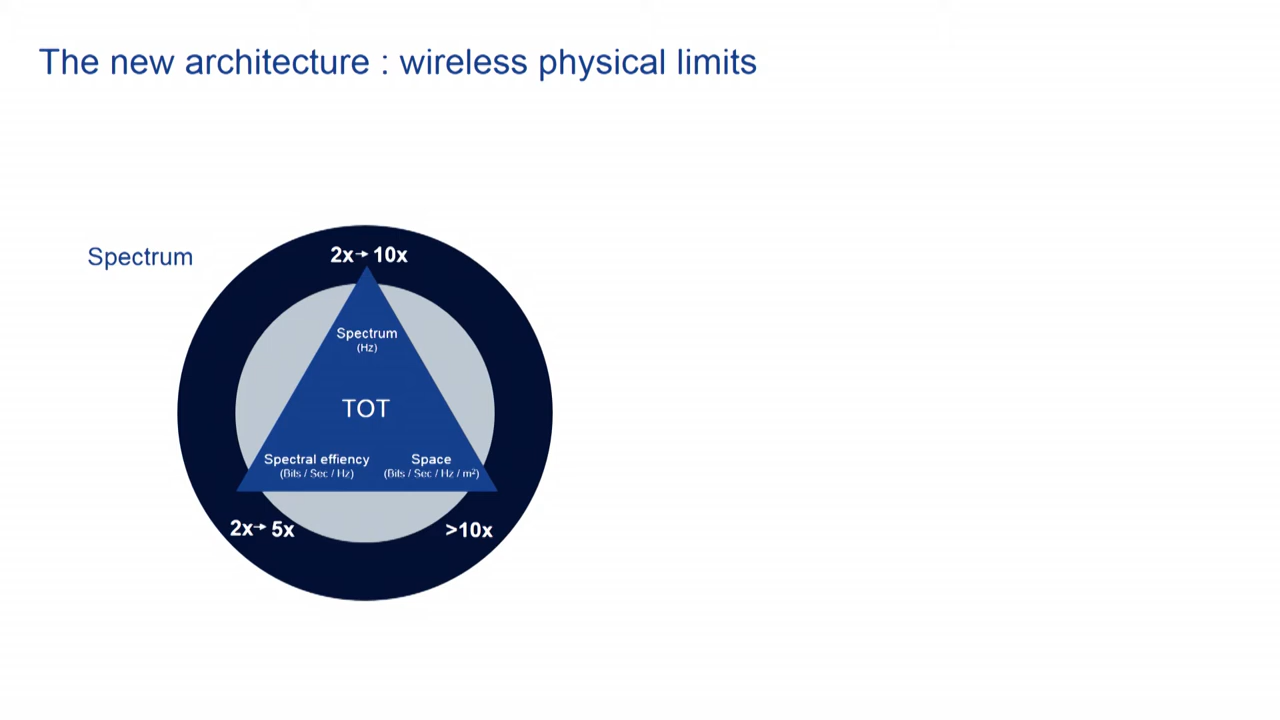 The new architecture : wireless physical limits
Spectrum
2x→10x
Spectrum
(Hz)
TOT
Spectral effiency
(Bits / Sec / Hz)
Space
(Bits / Sec / Hz / m²)
2x→5x
>10x